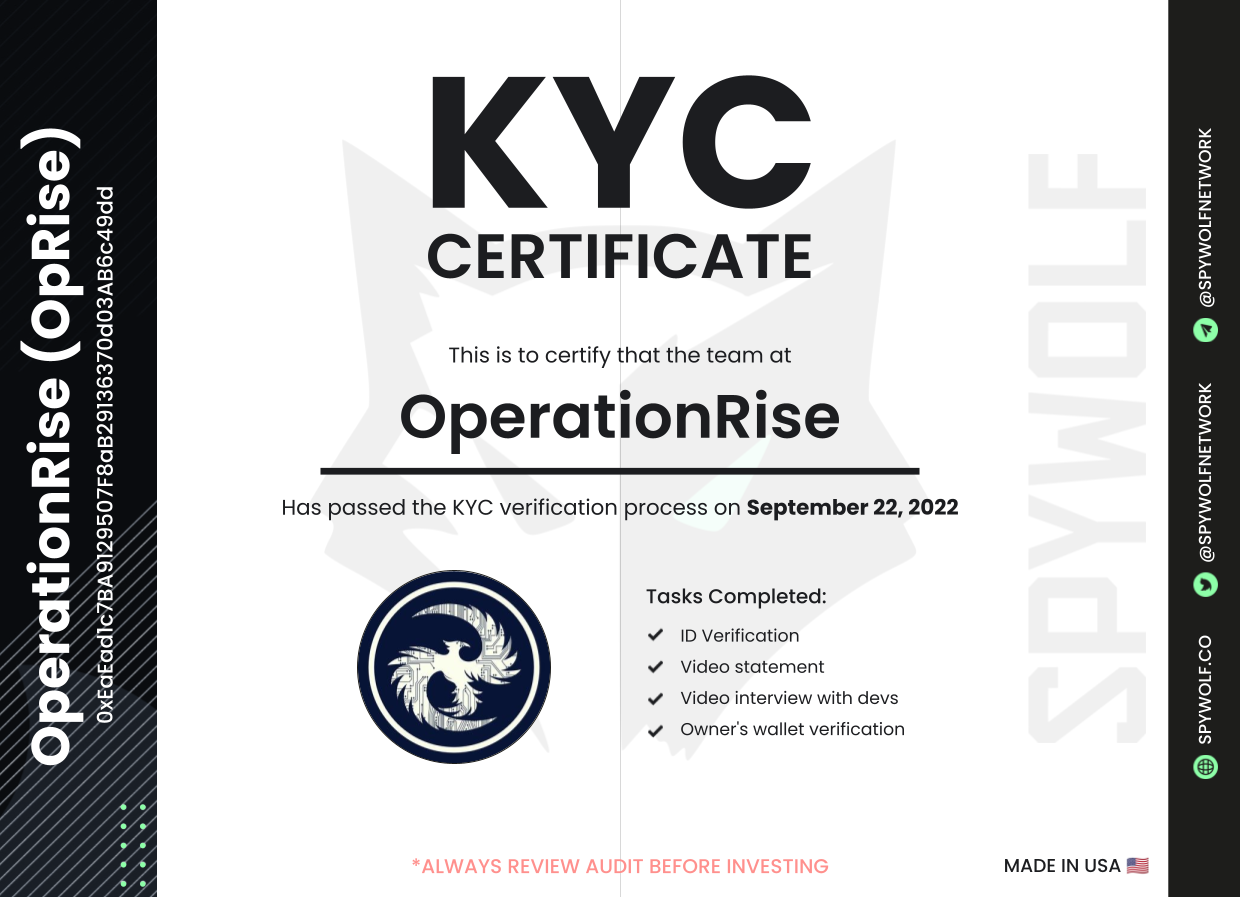 OperationRise (OpRise)
0xEaEad1c7BA9129507F8aB29136370d03AB6c49dd
KYC
CERTIFICATE
This is to certify that the team at
OperationRise
Has passed the KYC verification process on September 22, 2022
Tasks Completed:
ID Verification
Video statement
Video interview with devs
Owner's wallet verification
*ALWAYS REVIEW AUDIT BEFORE INVESTING
MADE IN USA 🇺🇸
SPYWOLF
@SPYWOLFNETWORK
@SPYWOLFNETWORK
SPYWOLF.CO